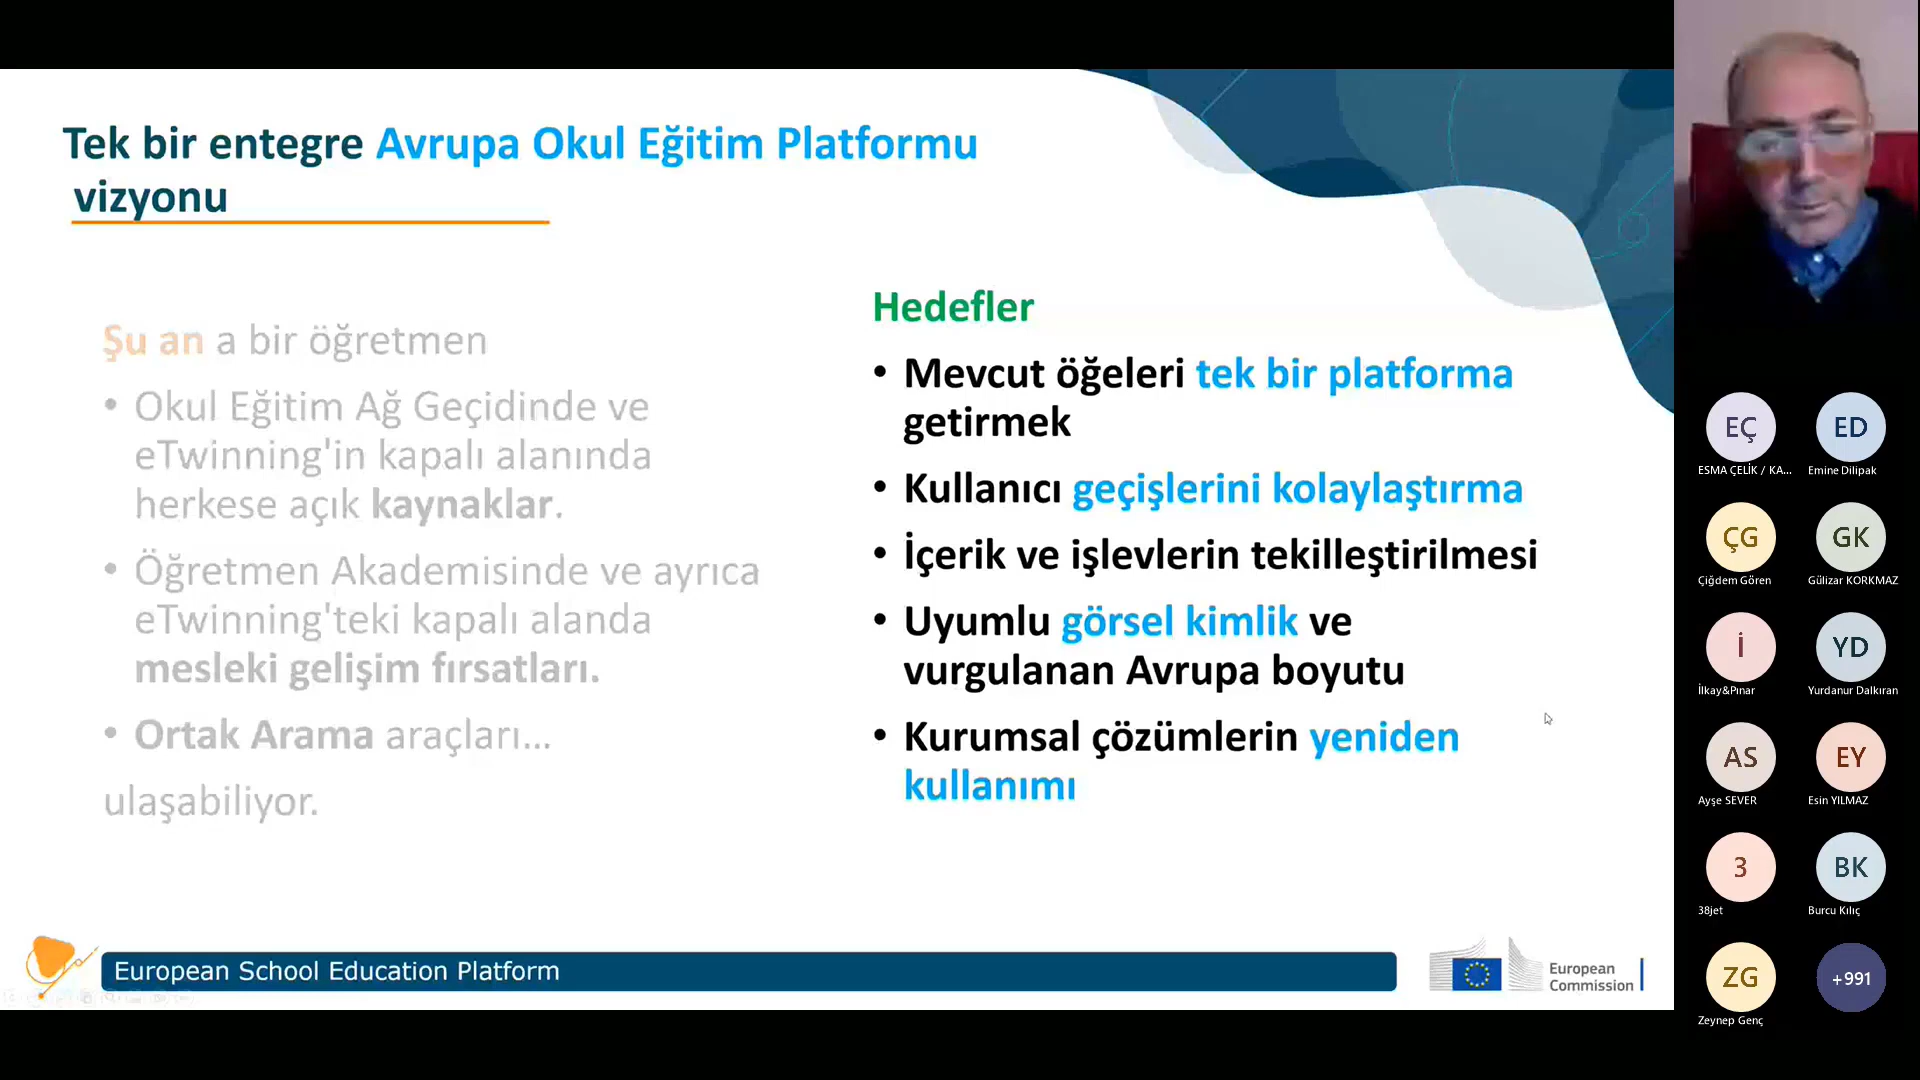 Tek bir entegre Avrupa Okul Eğitim Platformu
vizyonu
Şu an a bir öğretmen
• Okul Eğitim Ağ Geçidinde ve
eTwinning'in kapalı alanında
herkese açık kaynaklar.
• Öğretmen Akademisinde ve ayrıca
eTwinning'teki kapalı alanda
mesleki gelişim fırsatları.
• Ortak Arama araçları...
ulaşabiliyor.
Hedefler
• Mevcut öğeleri tek bir platforma
getirmek
• Kullanıcı geçişlerini kolaylaştırma
• İçerik ve işlevlerin tekilleştirilmesi
• Uyumlu görsel kimlik ve
vurgulanan Avrupa boyutu
• Kurumsal çözümlerin yeniden
kullanımı
European School Education Platform
European
Commission
EÇ
ESMA ÇELİK / KA...
ED
Emine Dilipak
ÇG
Çiğdem Gören
GK
Gülizar KORKMAZ
İ
İlkay&Pınar
YD
Yurdanur Dalkıran
AS
Ayşe SEVER
EY
Esin YILMAZ
3
38jet
BK
Burcu Kılıç
ZG
Zeynep Genç
+991